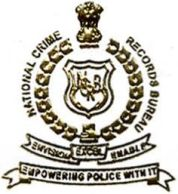 NATIONAL CRIME RECORDS BUREAU
ENVISION EXCEL ENABLE
EMPOWERING POLICE WITH IT